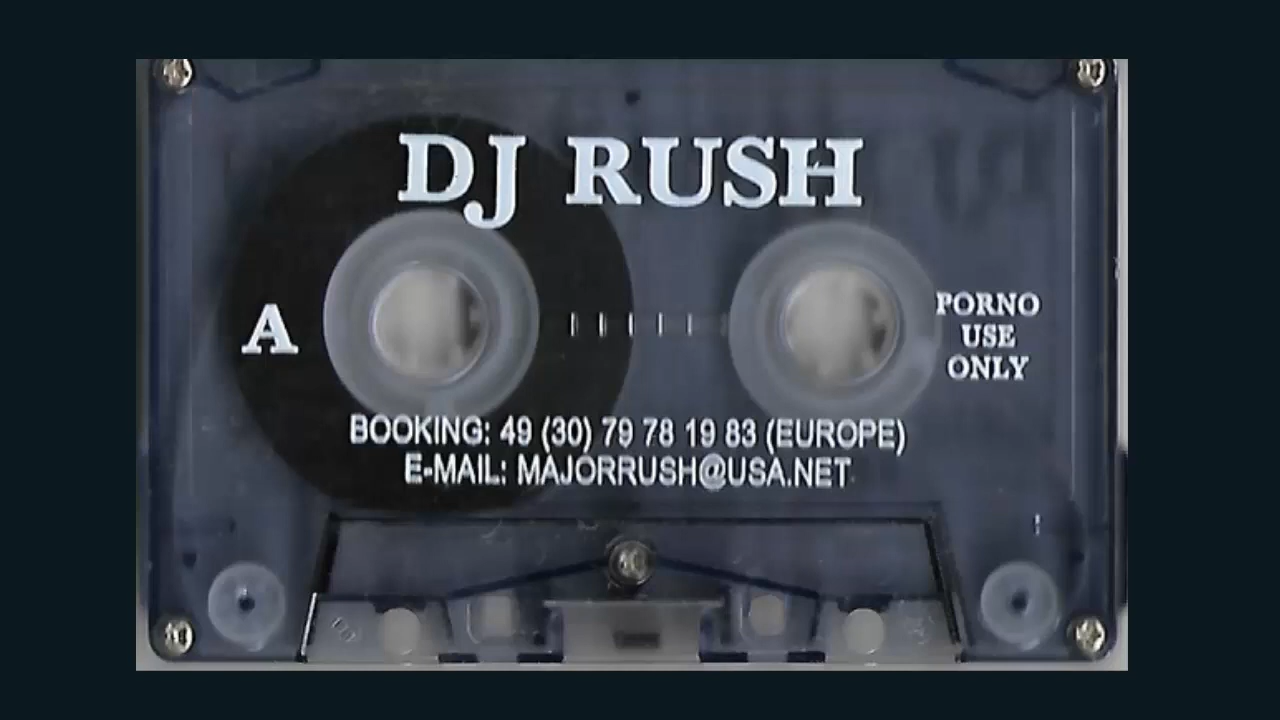 DJ RUSH
A
PORNO
USE
ONLY
BOOKING: 49 (30) 79 78 19 83 (EUROPE)
E-MAIL: MAJORRUSH@USA.NET